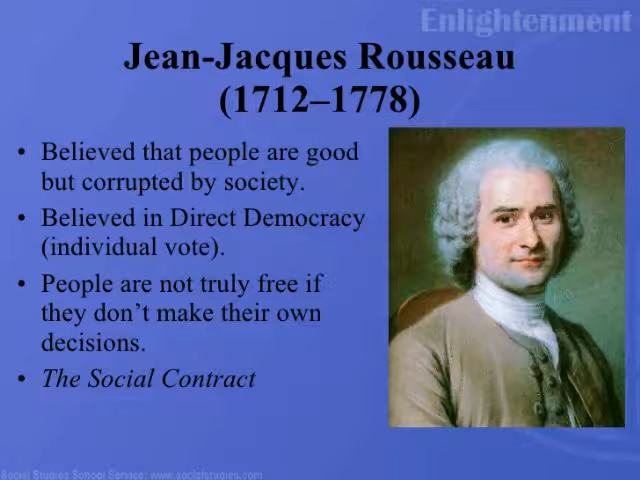 Enlightenment
Jean-Jacques Rousseau
(1712–1778)
• Believed that people are good
but corrupted by society.
• Believed in Direct Democracy
(individual vote).
• People are not truly free if
they don’t make their own
decisions.
• The Social Contract
Social Studies School Service: www.socialstudies.com